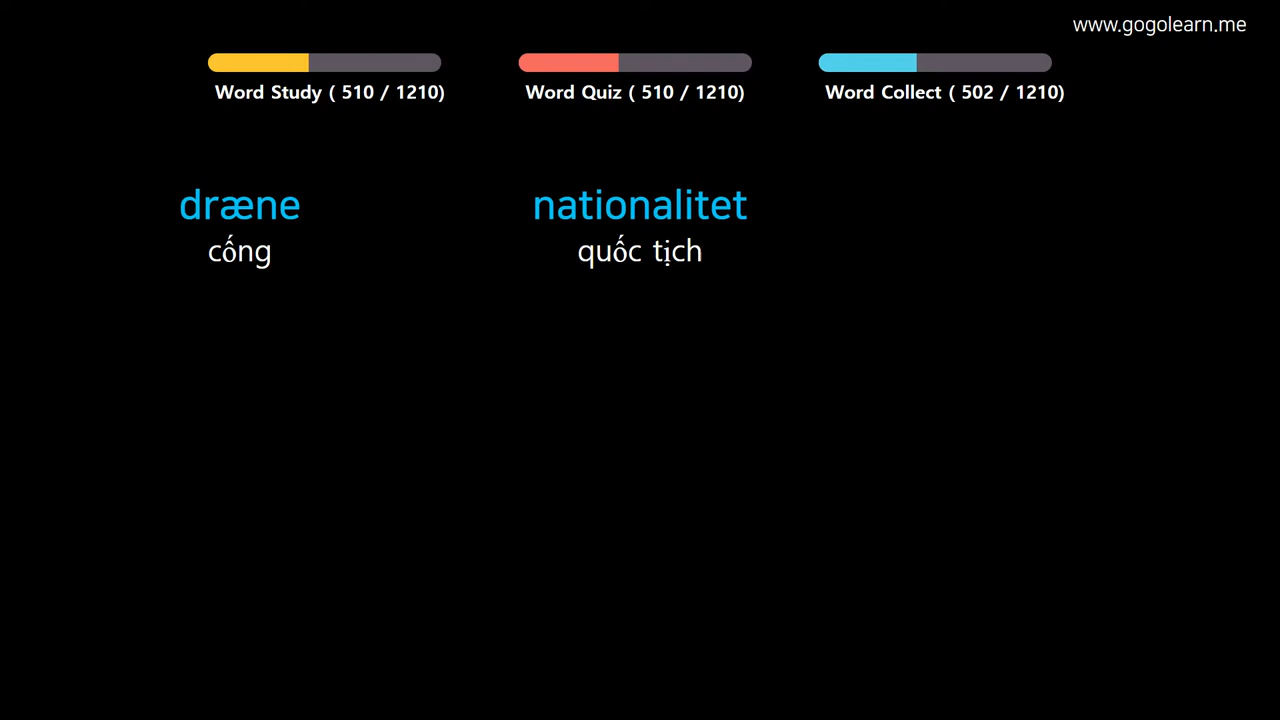 www.gogolearn.me
Word Study ( 510 / 1210)
Word Quiz ( 510 / 1210)
Word Collect ( 502 / 1210)
dræne
cống
nationalitet
quốc tịch